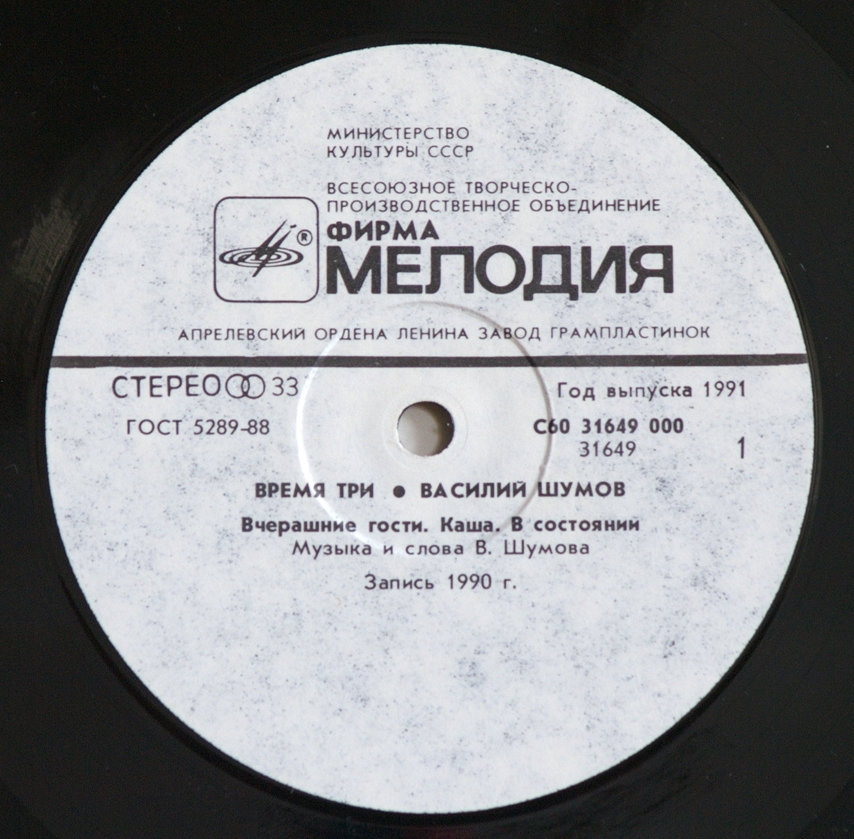 МИНИСТЕРСТВО
КУЛЬТУРЫ СССР
ВСЕСОЮЗНОЕ ТВОРЧЕСКО-
ПРОИЗВОДСТВЕННОЕ ОБЪЕДИНЕНИЕ
®
ФИРМА
МЕЛОДИЯ
АПРЕЛЕВСКИЙ ОРДЕНА ЛЕНИНА ЗАВОД ГРАМПЛАСТИНОК
СТЕРЕО 33
Год выпуска 1991
ГОСТ 5289-88
С60 31649 000
31649
1
ВРЕМЯ ТРИ ● ВАСИЛИЙ ШУМОВ
Вчерашние гости. Каша. В состоянии
Музыка и слова В. Шумова
Запись 1990 г.